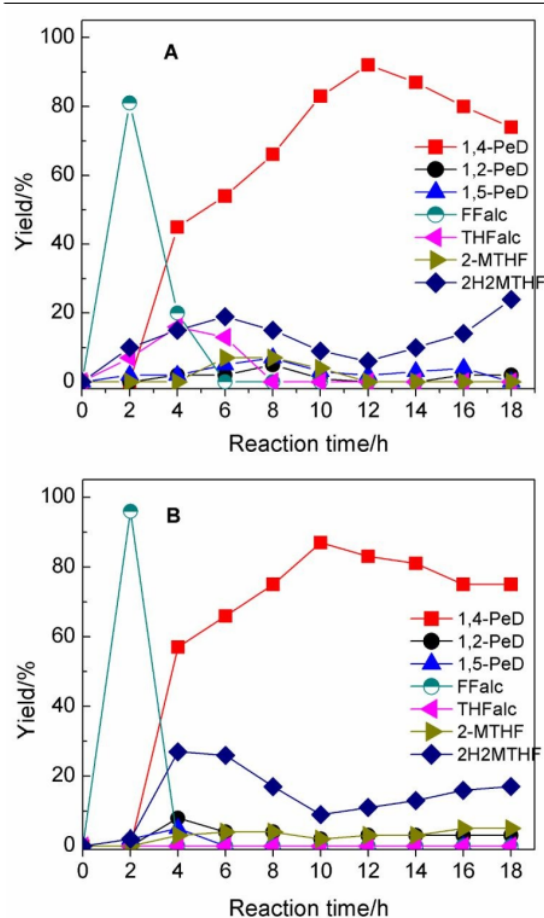 A
100
80
60
40
20
0
Yield/%
1,4-PeD
1,2-PeD
1,5-PeD
FFalc
THFalc
2-MTHF
2H2MTHF
0 2 4 6 8 10 12 14 16 18
Reaction time/h
B
100
80
60
40
20
0
Yield/%
1,4-PeD
1,2-PeD
1,5-PeD
FFalc
THFalc
2-MTHF
2H2MTHF
0 2 4 6 8 10 12 14 16 18
Reaction time/h